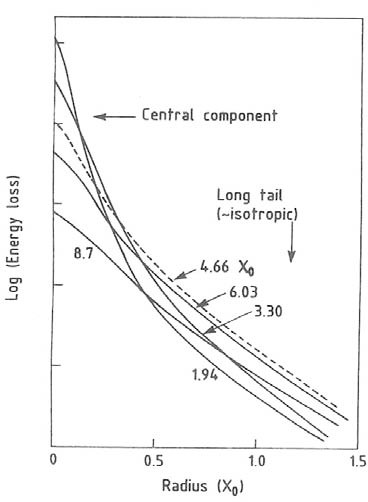 Central component
Long tail
(~isotropic)
8.7
4.66 X₀
6.03
3.30
1.94
Log (Energy loss)
0
0.5
1.0
1.5
Radius (X₀)